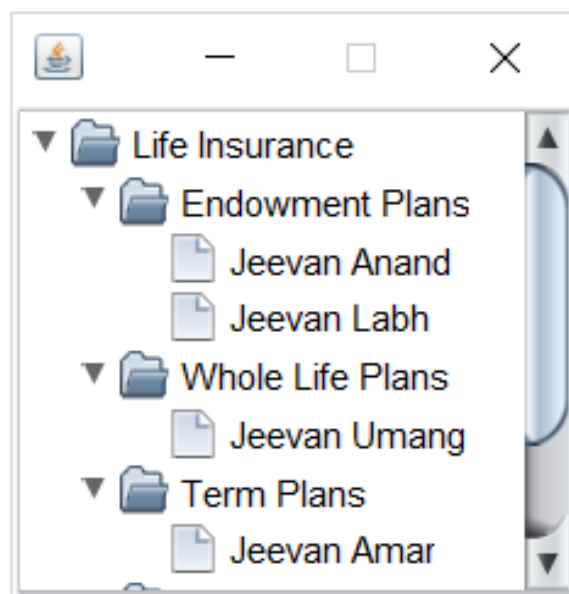 Life Insurance
Endowment Plans
Jeevan Anand
Jeevan Labh
Whole Life Plans
Jeevan Umang
Term Plans
Jeevan Amar